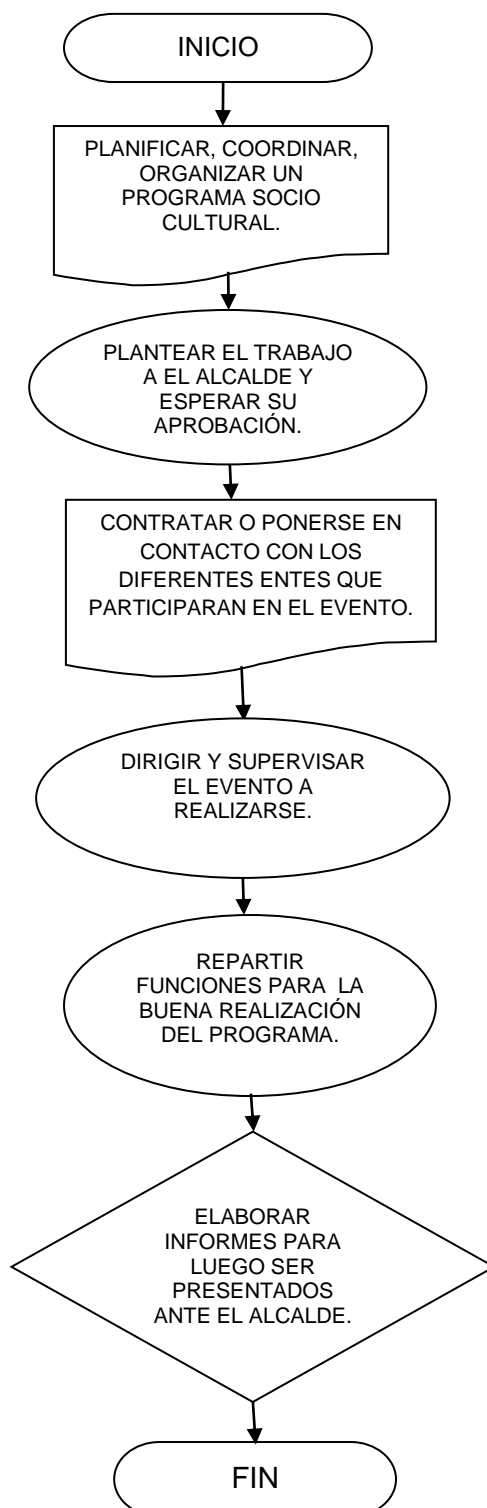 INICIO
PLANIFICAR, COORDINAR,
ORGANIZAR UN
PROGRAMA SOCIO
CULTURAL.
PLANTEAR EL TRABAJO
A EL ALCALDE Y
ESPERAR SU
APROBACIÓN.
CONTRATAR O PONERSE EN
CONTACTO CON LOS
DIFERENTES ENTES QUE
PARTICIPARAN EN EL EVENTO.
DIRIGIR Y SUPERVISAR
EL EVENTO A
REALIZARSE.
REPARTIR
FUNCIONES PARA LA
BUENA REALIZACIÓN
DEL PROGRAMA.
ELABORAR
INFORMES PARA
LUEGO SER
PRESENTADOS
ANTE EL ALCALDE.
FIN